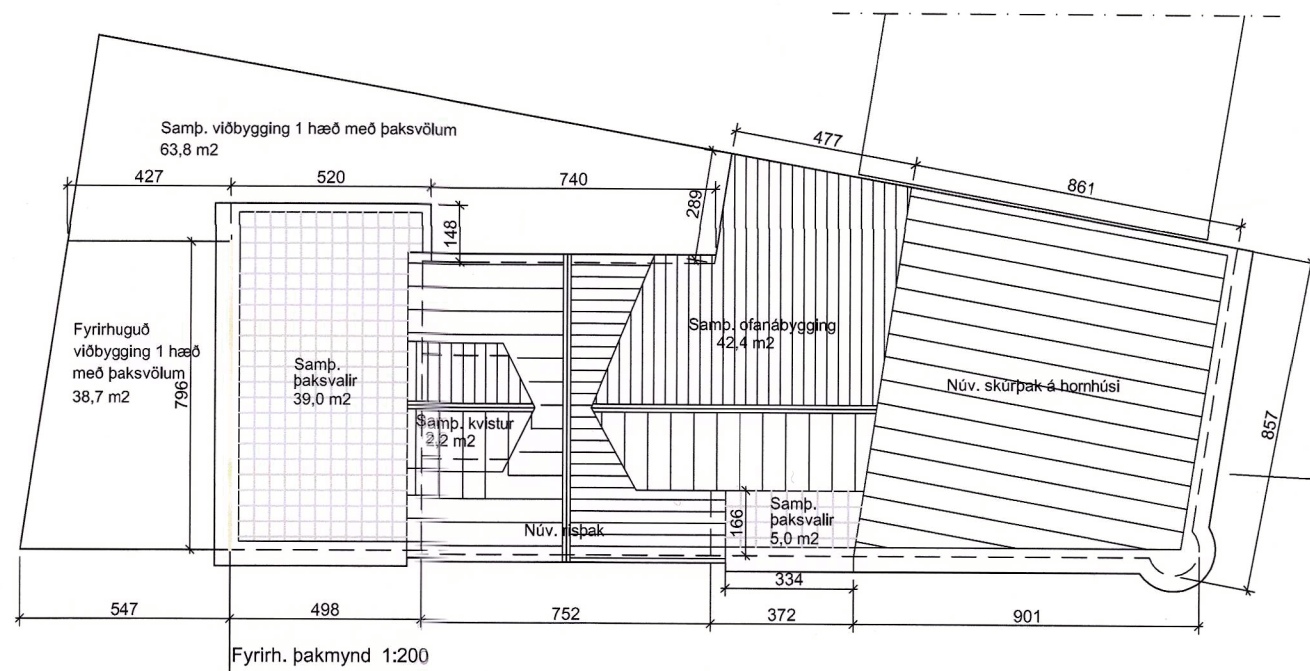 Samþ. viðbygging 1 hæð með þaksvölum
63,8 m2
477
861
427
520
740
289
148
Fyrirhuguð
viðbygging 1 hæð
með þaksvölum
38,7 m2
796
Samþ.
þaksvalir
39,0 m2
Samþ. ofanábygging
42,4 m2
Núv. skúrþak á hornhúsi
857
Samþ. kvistur
2,2 m2
Núv. risþak
166
Samþ.
þaksvalir
5,0 m2
334
547
498
752
372
901
Fyrirh. þakmynd 1:200